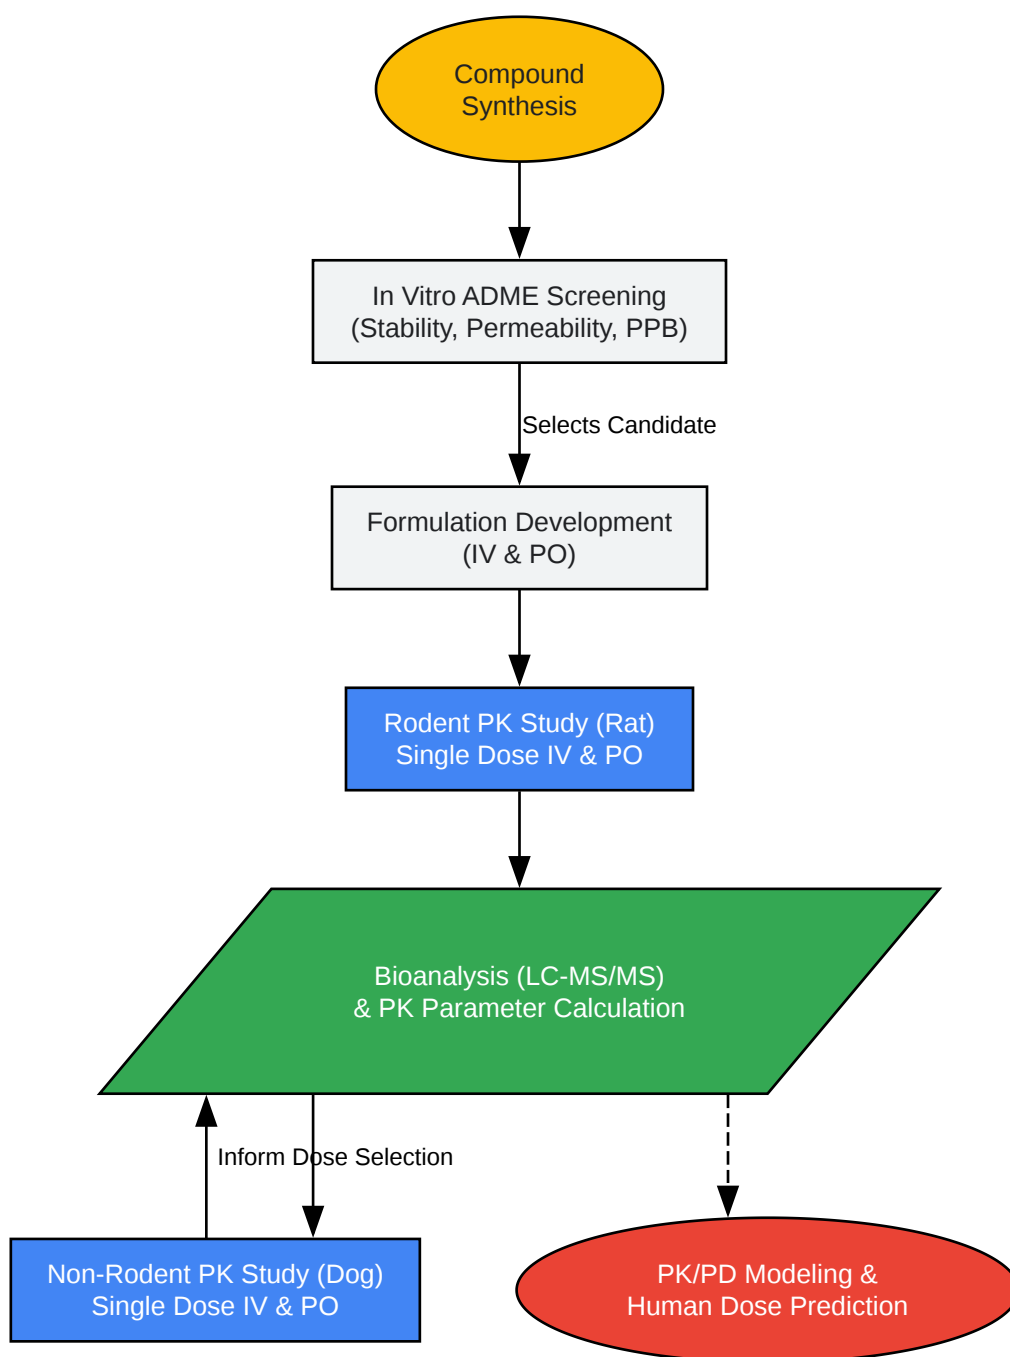 Compound
Synthesis
In Vitro ADME Screening
(Stability, Permeability, PPB)
Selects Candidate
Formulation Development
(IV & PO)
Rodent PK Study (Rat)
Single Dose IV & PO
Bioanalysis (LC-MS/MS)
& PK Parameter Calculation
Inform Dose Selection
Non-Rodent PK Study (Dog)
Single Dose IV & PO
PK/PD Modeling &
Human Dose Prediction